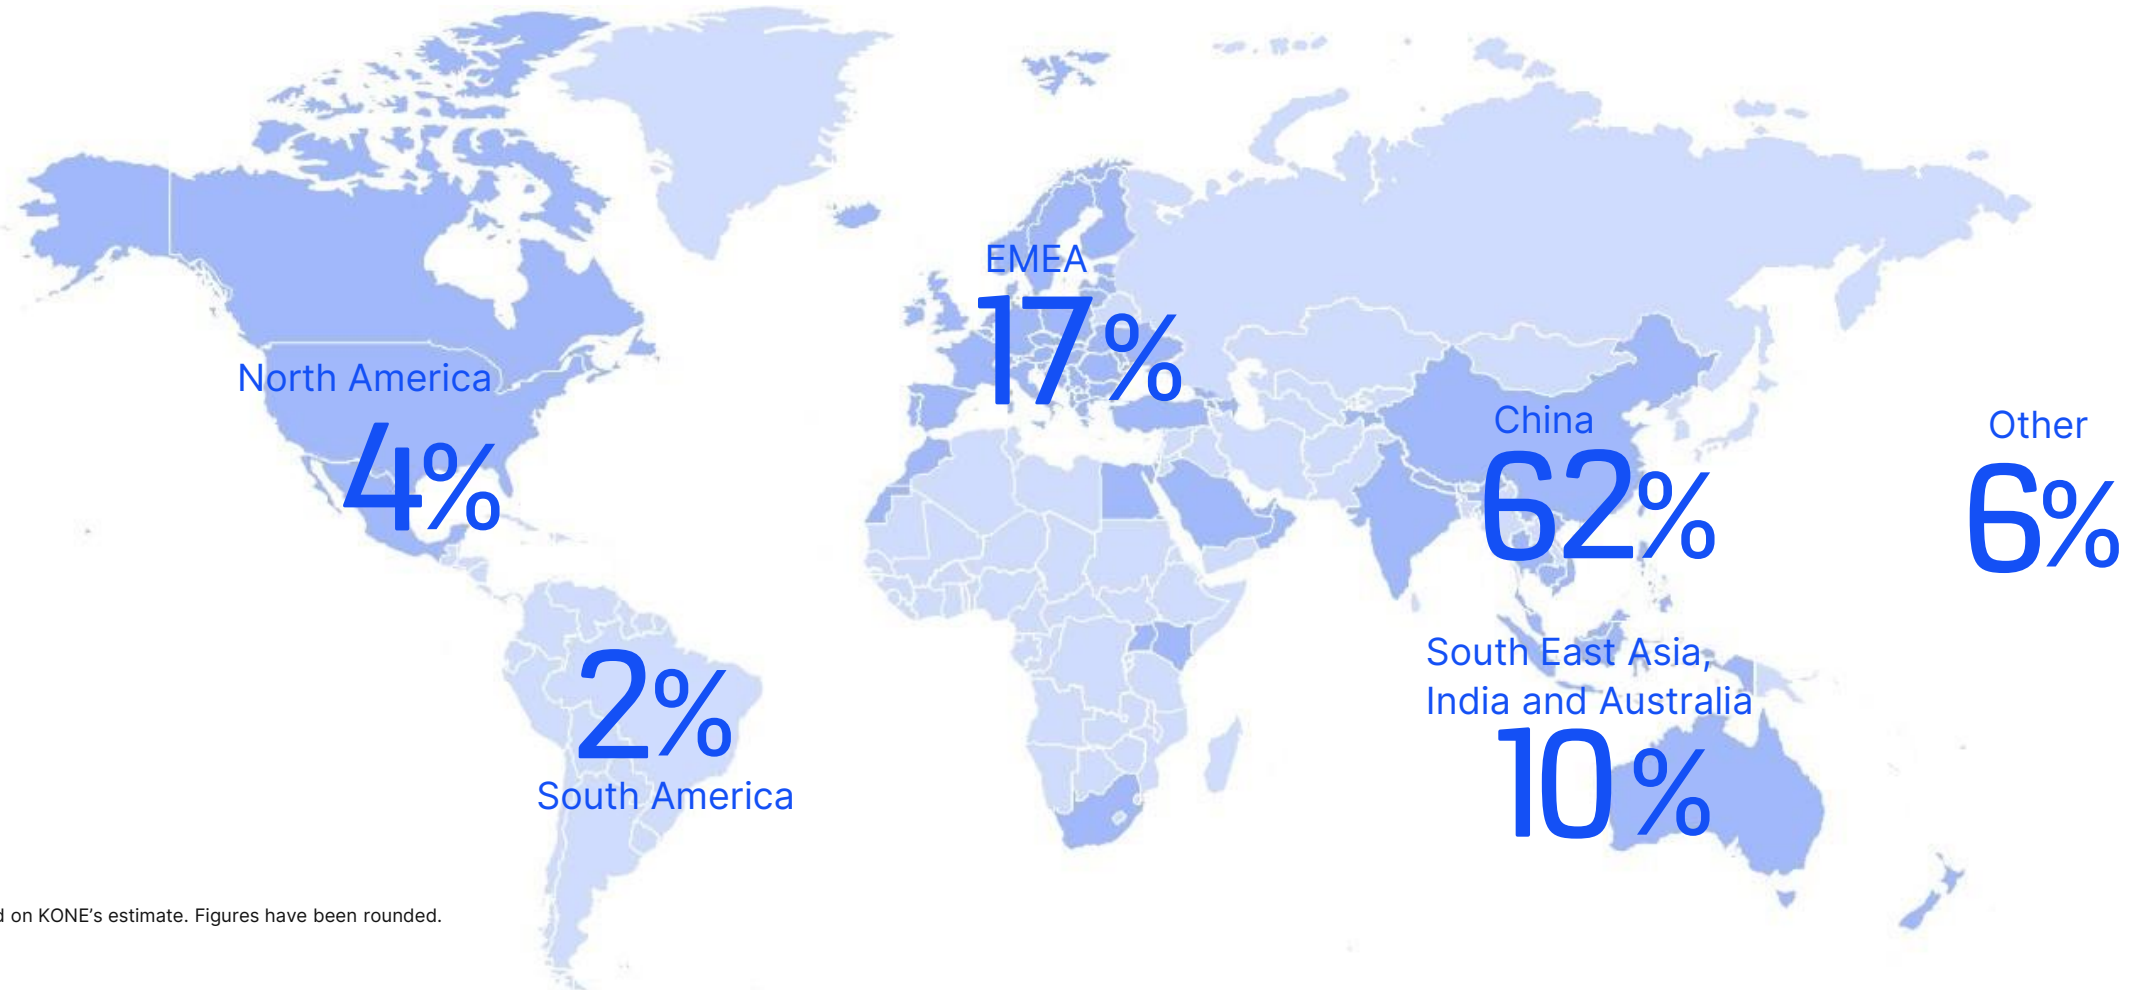 EMEA
17%
North America
4%
China
62%
Other
6%
South East Asia,
India and Australia
10%
2%
South America
on KONE’s estimate. Figures have been rounded.